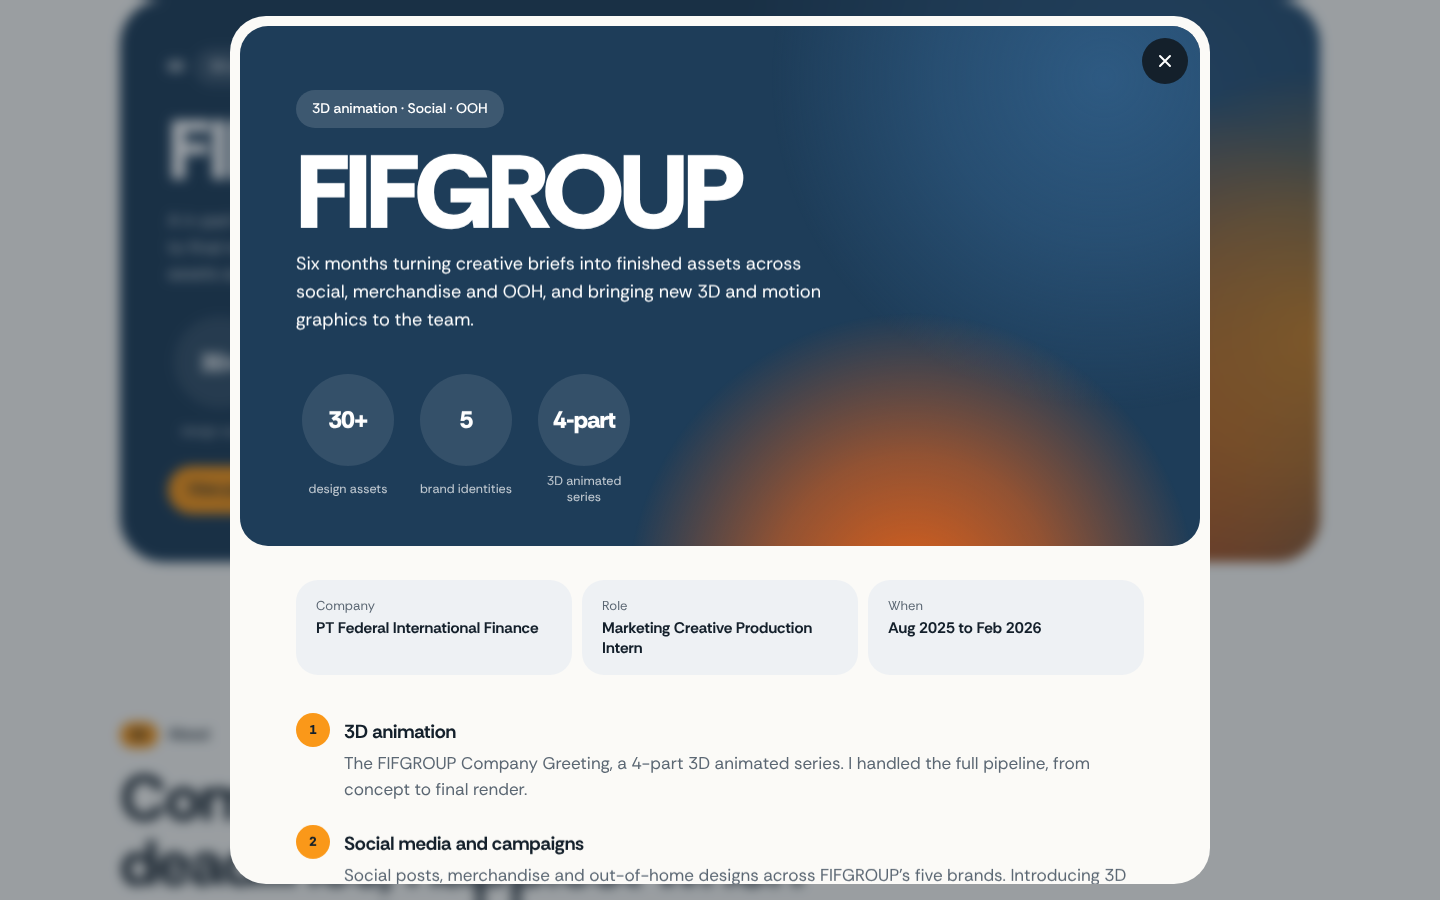 3D animation · Social · OOH
FIFGROUP
Six months turning creative briefs into finished assets across
social, merchandise and OOH, and bringing new 3D and motion
graphics to the team.
30+
5
4-part
design assets
brand identities
3D animated
series
Company
PT Federal International Finance
Role
Marketing Creative Production
Intern
When
Aug 2025 to Feb 2026
1
3D animation
The FIFGROUP Company Greeting, a 4-part 3D animated series. I handled the full pipeline, from
concept to final render.
2
Social media and campaigns
Social posts, merchandise and out-of-home designs across FIFGROUP's five brands. Introducing 3D